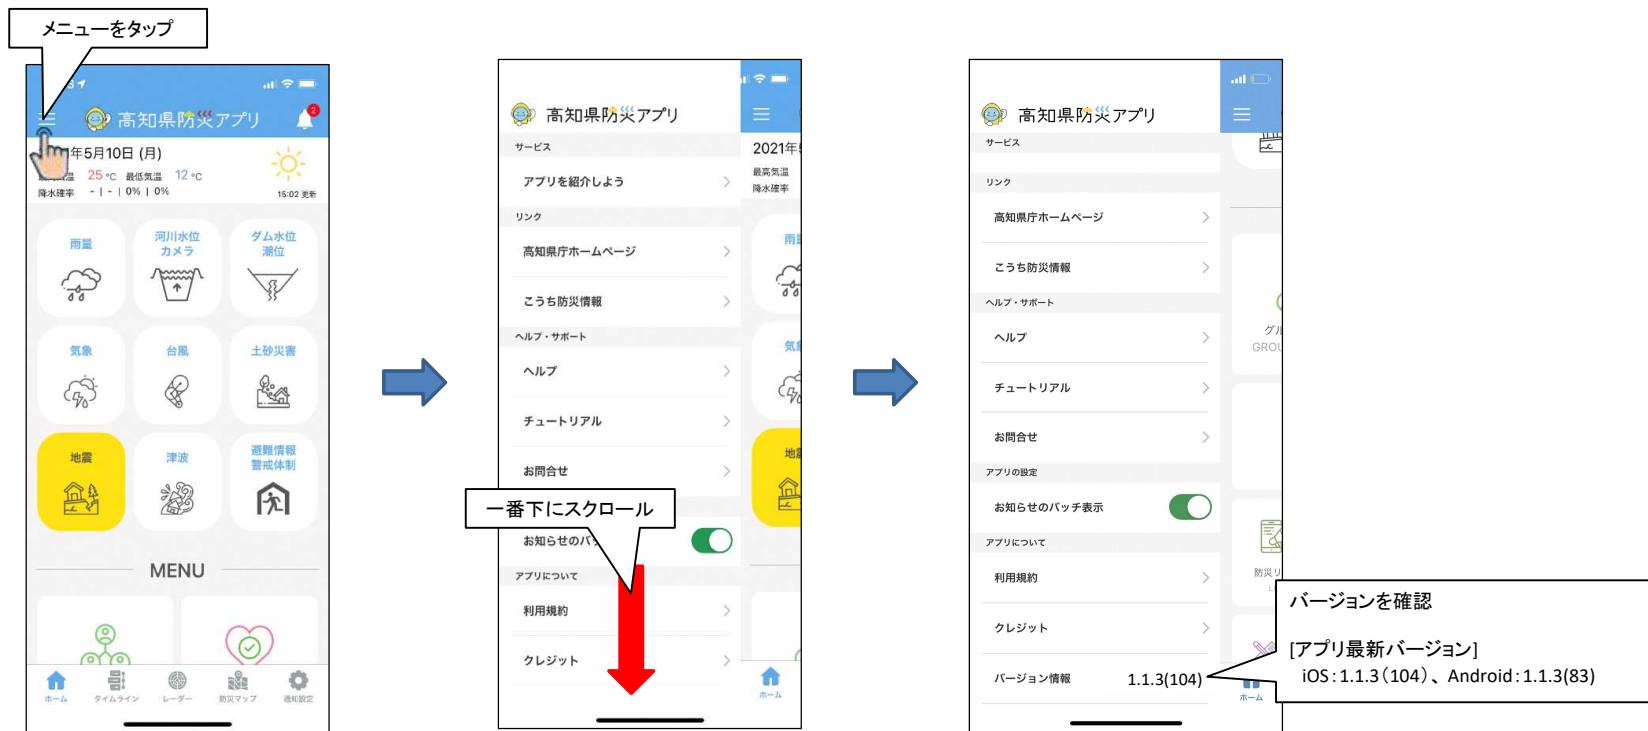 メニューをタップ
高知県防災アプリ
2
年5月10日 (月)
25 °C 最低気温 12 °C
降水確率 - | - | 0% | 0%
15:02 更新
雨量
河川水位
カメラ
ダム水位
潮位
気象
台風
土砂災害
地震
津波
避難情報
警戒体制
MENU
ホーム
タイムライン
レーダー
防災マップ
通知設定
高知県防災アプリ
サービス
アプリを紹介しよう
リンク
高知県庁ホームページ
こうち防災情報
ヘルプ・サポート
ヘルプ
チュートリアル
お問合せ
一番下にスクロール
お知らせのバッ
アプリについて
利用規約
クレジット
2021年5
最高気温
降水確率
雨量
気象
地震
ホーム
高知県防災アプリ
サービス
リンク
高知県庁ホームページ
こうち防災情報
ヘルプ・サポート
ヘルプ
チュートリアル
お問合せ
アプリの設定
お知らせのバッチ表示
アプリについて
利用規約
クレジット
バージョン情報 1.1.3(104)
グル
GROU
防災リ
ホーム
バージョンを確認
[アプリ最新バージョン]
iOS：1.1.3（104）、Android：1.1.3(83)